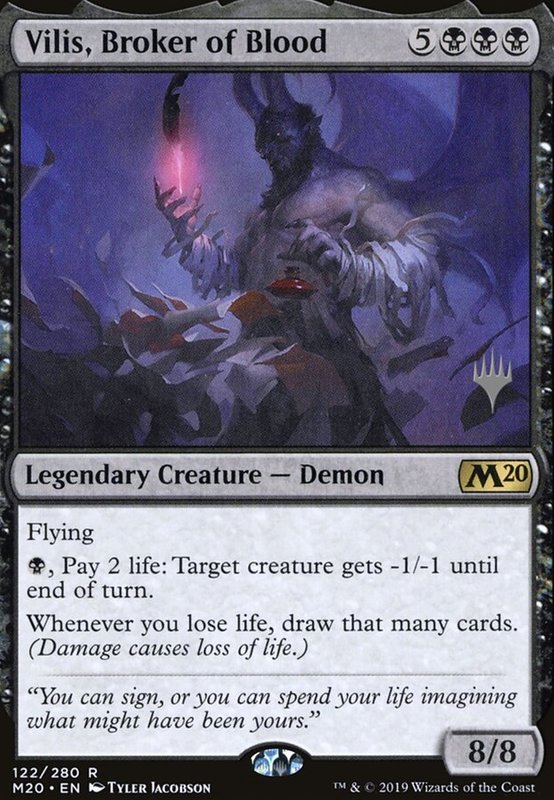 Vilis, Broker of Blood 5
Legendary Creature — Demon M20
Flying
, Pay 2 life: Target creature gets -1/-1 until
end of turn.
Whenever you lose life, draw that many cards.
(Damage causes loss of life.)
“You can sign, or you can spend your life imagining
what might have been yours.”
8/8
122/280 R
M20 • EN Tyler Jacobson
™ & © 2019 Wizards of the Coast